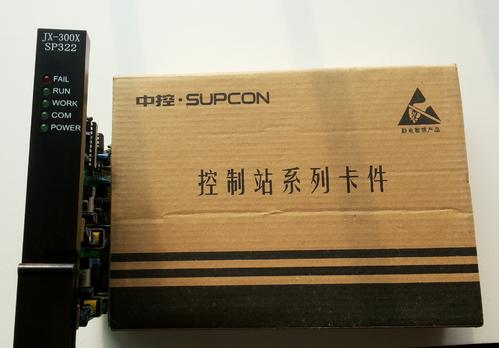 JX-300X
SP322
FAIL
RUN
WORK
COM
POWER
中控·SUPCON
静电敏感产品
控制站系列卡件